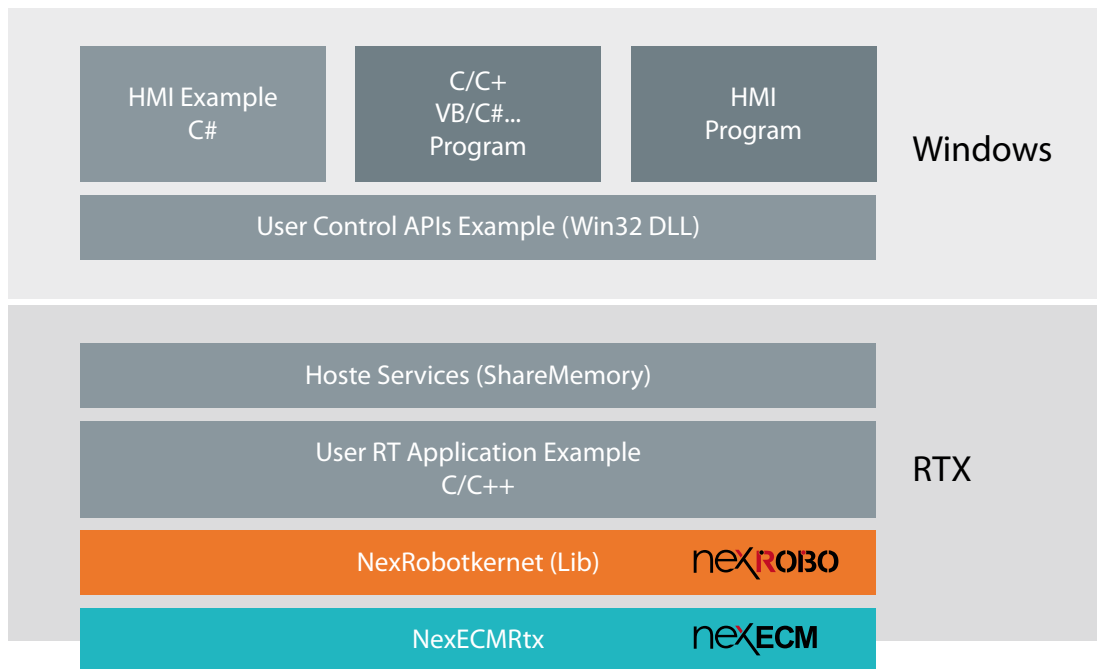 HMI Example
C#
C/C+
VB/C#...
Program
HMI
Program
Windows
User Control APIs Example (Win32 DLL)
Hoste Services (ShareMemory)
User RT Application Example
C/C++
RTX
NexRobotkernet (Lib)
nexROBO
NexECMRtx
nexECM